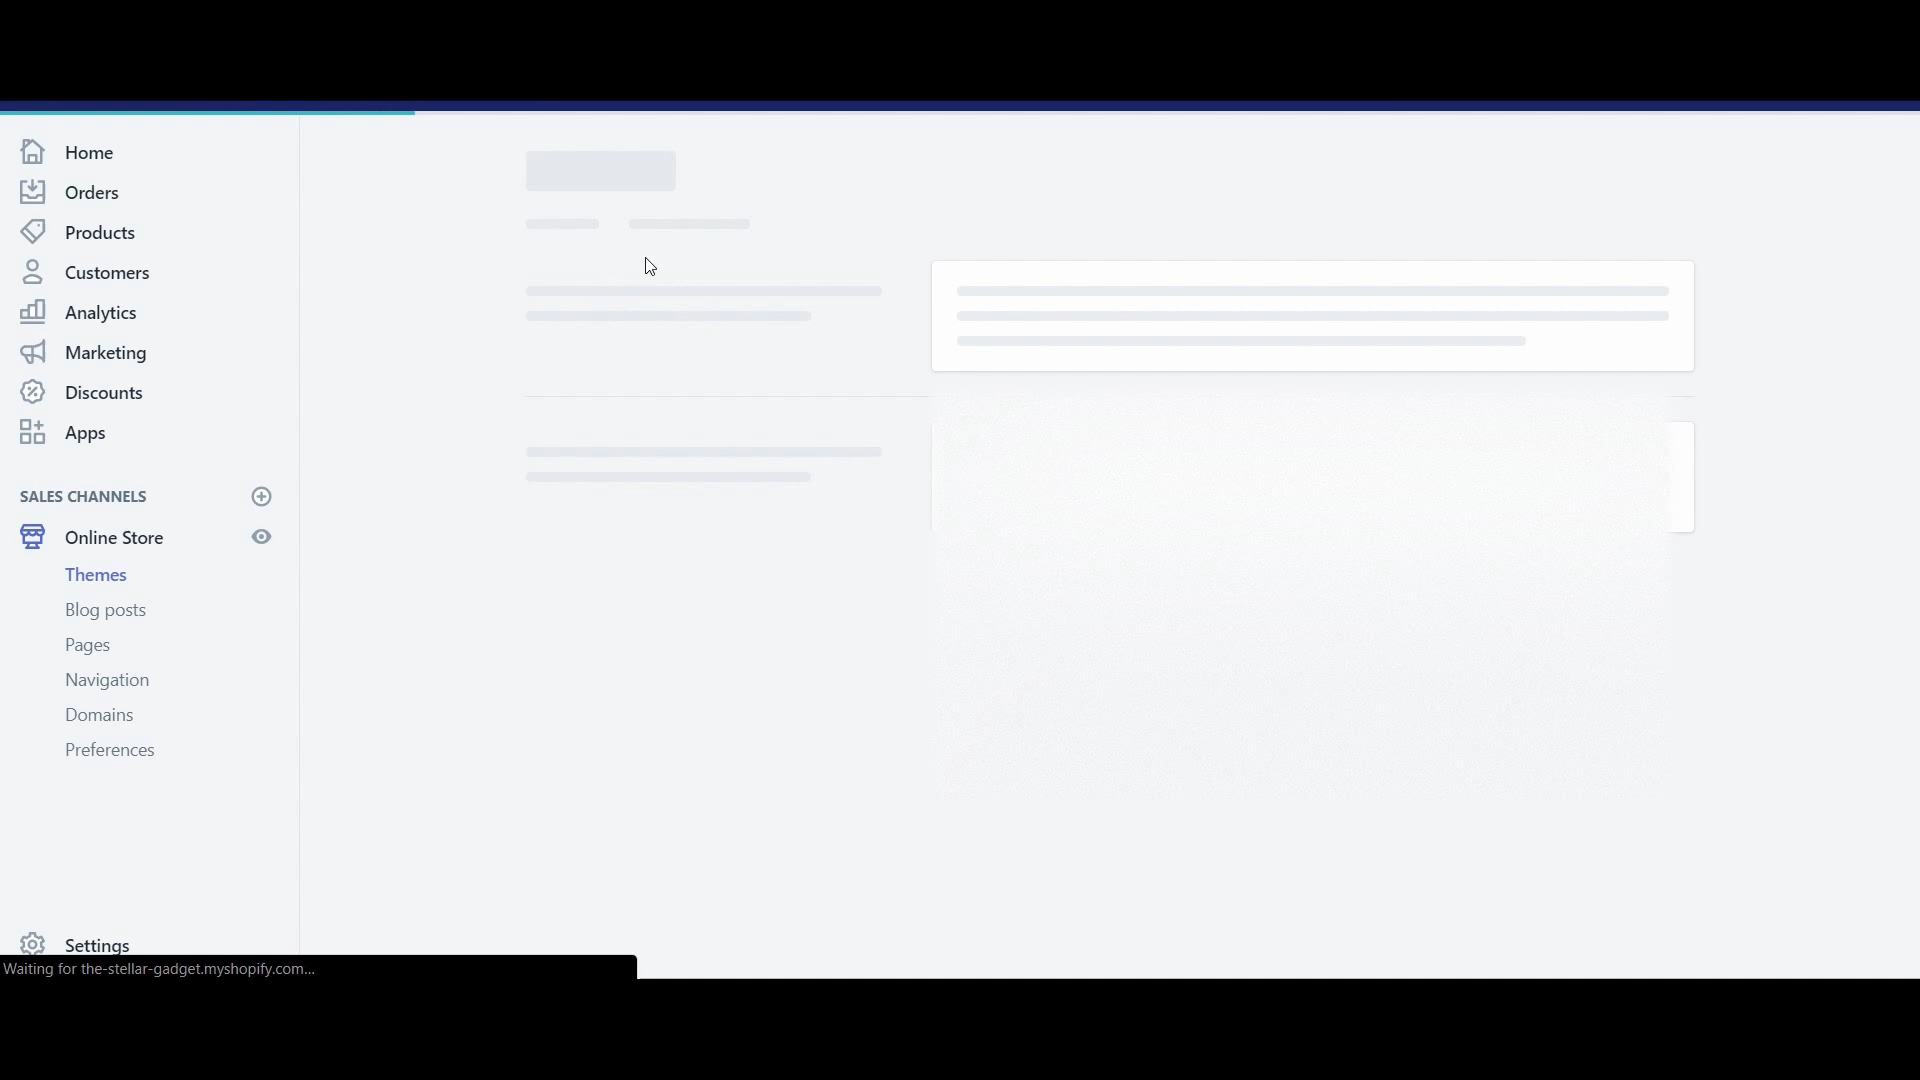 Home
Orders
Products
Customers
Analytics
Marketing
Discounts
Apps
SALES CHANNELS
Online Store
Themes
Blog posts
Pages
Navigation
Domains
Preferences
Settings
Waiting for the-stellar-gadget.myshopify.com...